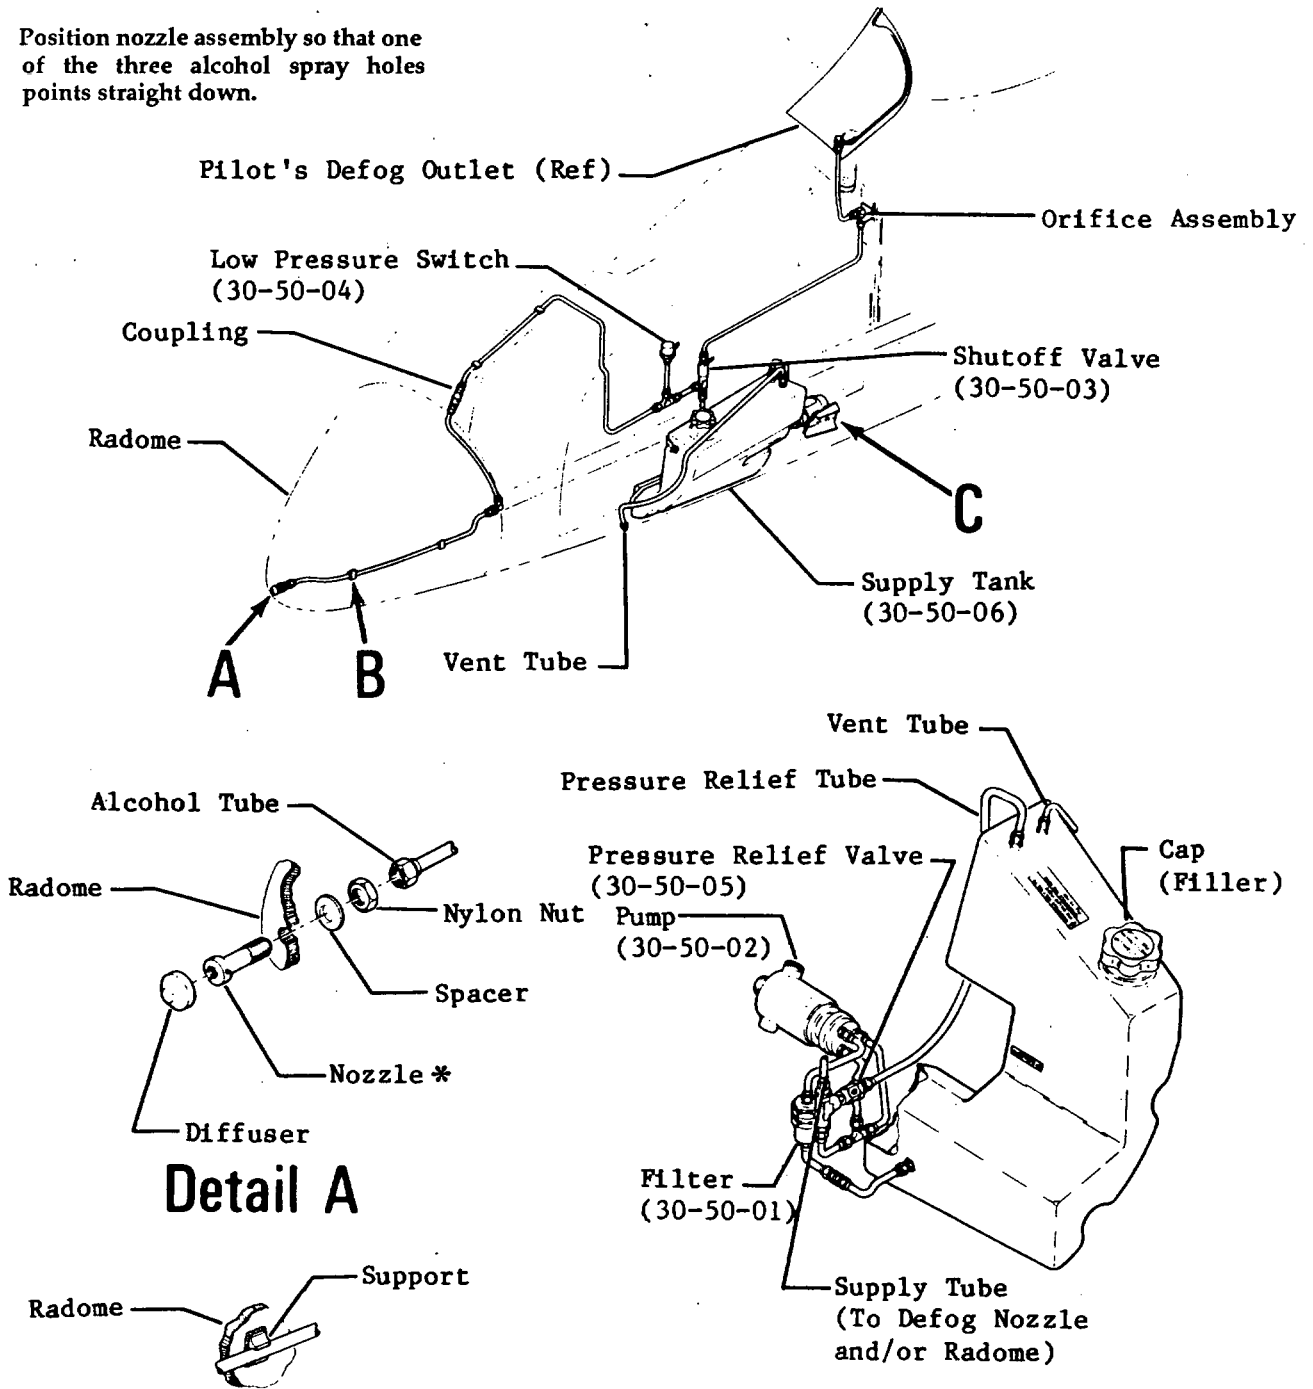 Position nozzle assembly so that one
of the three alcohol spray holes
points straight down.
Pilot's Defog Outlet (Ref)
Orifice Assembly
Low Pressure Switch
(30-50-04)
Coupling
Shutoff Valve
(30-50-03)
Radome
C
Supply Tank
(30-50-06)
A
B
Vent Tube
Vent Tube
Pressure Relief Tube
Alcohol Tube
Pressure Relief Valve
(30-50-05)
Cap
(Filler)
Radome
Nylon Nut
Pump
(30-50-02)
Spacer
Nozzle *
Diffuser
Detail A
Filter
(30-50-01)
Support
Radome
Supply Tube
(To Defog Nozzle
and/or Radome)